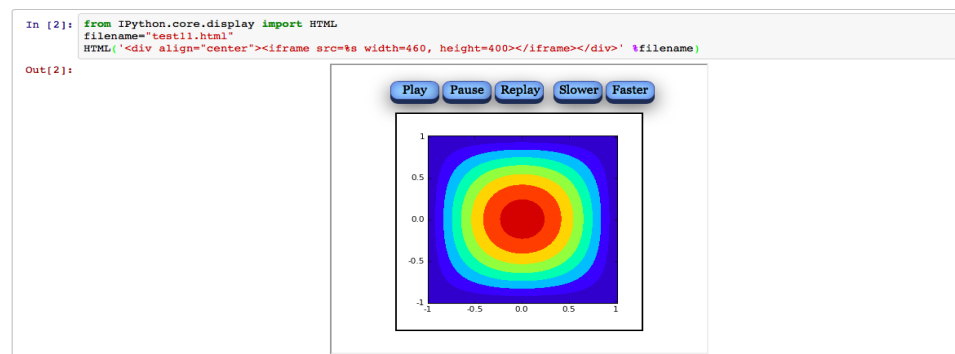 In [2]: from IPython.core.display import HTML
filename="test11.html"
HTML('<div align="center"><iframe src=%s width=460, height=400></iframe></div>' %filename)
Out[2]:
Play Pause Replay Slower Faster
1
0.5
0.0
-0.5
-1
-1 -0.5 0.0 0.5 1